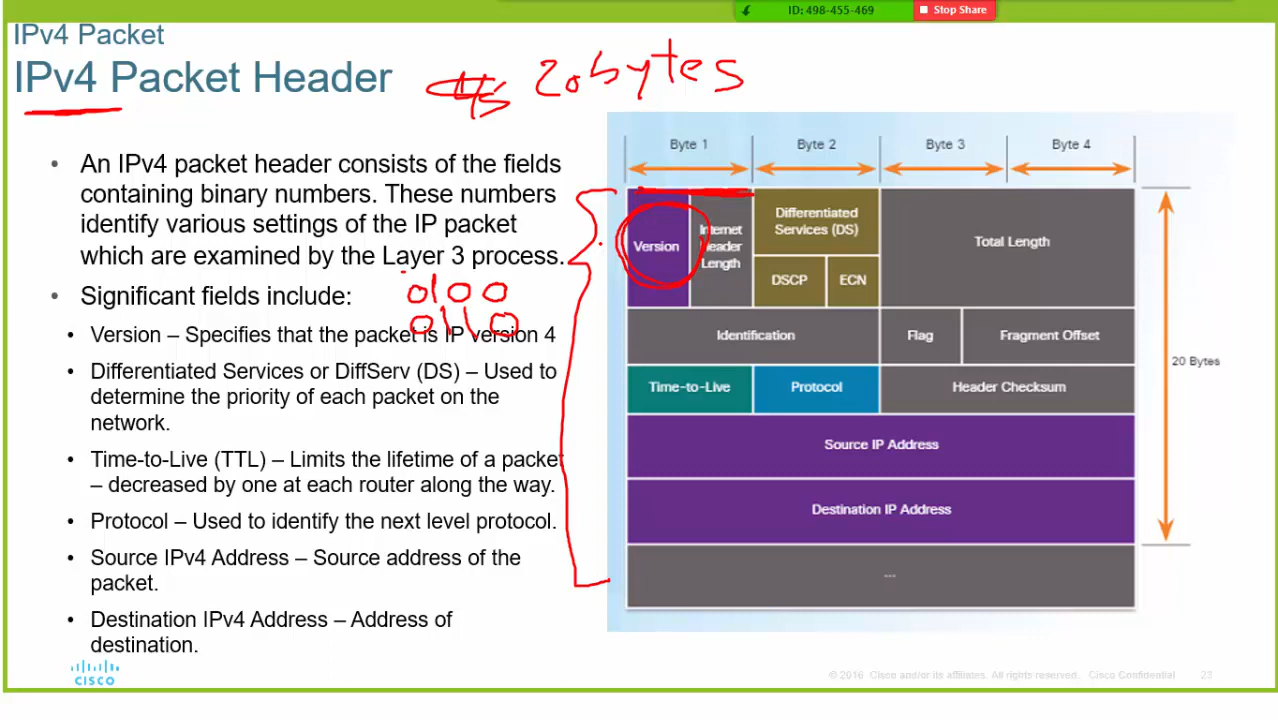 ID: 498-455-469
Stop Share
IPv4 Packet
IPv4 Packet Header
20 bytes
An IPv4 packet header consists of the fields
containing binary numbers. These numbers
identify various settings of the IP packet
which are examined by the Layer 3 process.
• Significant fields include:
0100
0110
• Version – Specifies that the packet is IP version 4
• Differentiated Services or DiffServ (DS) – Used to
determine the priority of each packet on the
network.
• Time-to-Live (TTL) – Limits the lifetime of a packet
– decreased by one at each router along the way.
• Protocol – Used to identify the next level protocol.
• Source IPv4 Address – Source address of the
packet.
• Destination IPv4 Address – Address of
destination.
Byte 1
Byte 2
Byte 3
Byte 4
Version
Internet
Header
Length
Differentiated
Services (DS)
DSCP
ECN
Total Length
Identification
Flag
Fragment Offset
Time-to-Live
Protocol
Header Checksum
Source IP Address
Destination IP Address
...
20 Bytes
CISCO
© 2016 Cisco and/or its affiliates. All rights reserved. Cisco Confidential
23